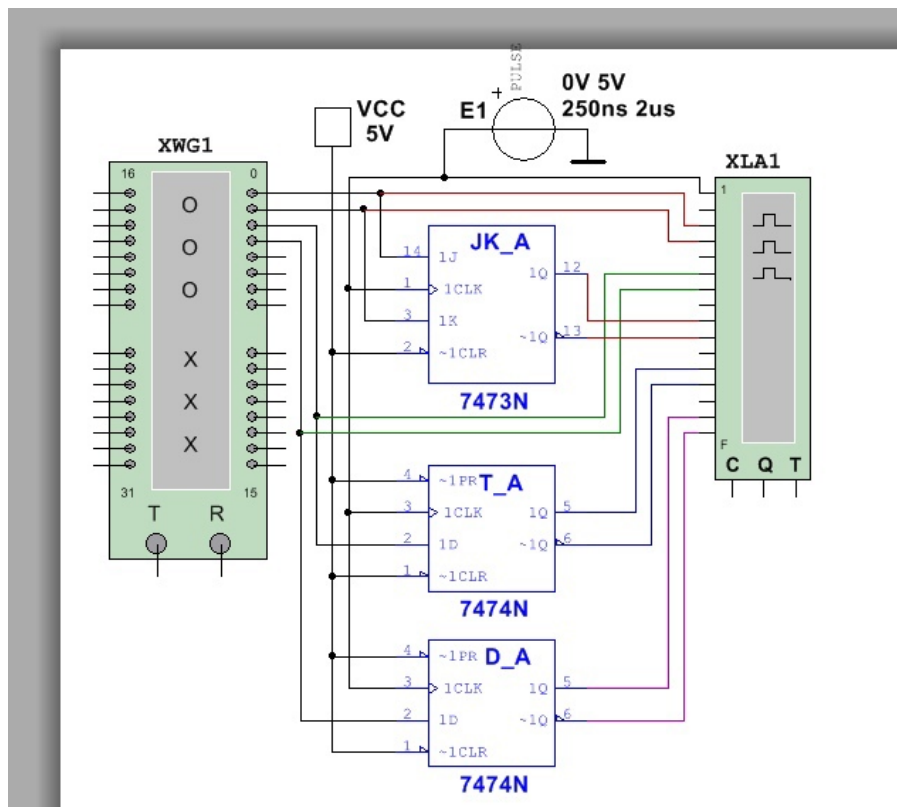 PULSE
0V 5V
E1 250ns 2us
+
VCC
5V
XWG1
XLA1
16 0
1
O
O
O
X
X
X
31 15
T R
JK_A
14 1J 1Q 12
1 1CLK
3 1K ~1Q 13
2 ~1CLR
7473N
F
C Q T
T_A
4 ~1PR
3 1CLK 1Q 5
2 1D ~1Q 6
1 ~1CLR
7474N
D_A
4 ~1PR
3 1CLK 1Q 5
2 1D ~1Q 6
1 ~1CLR
7474N